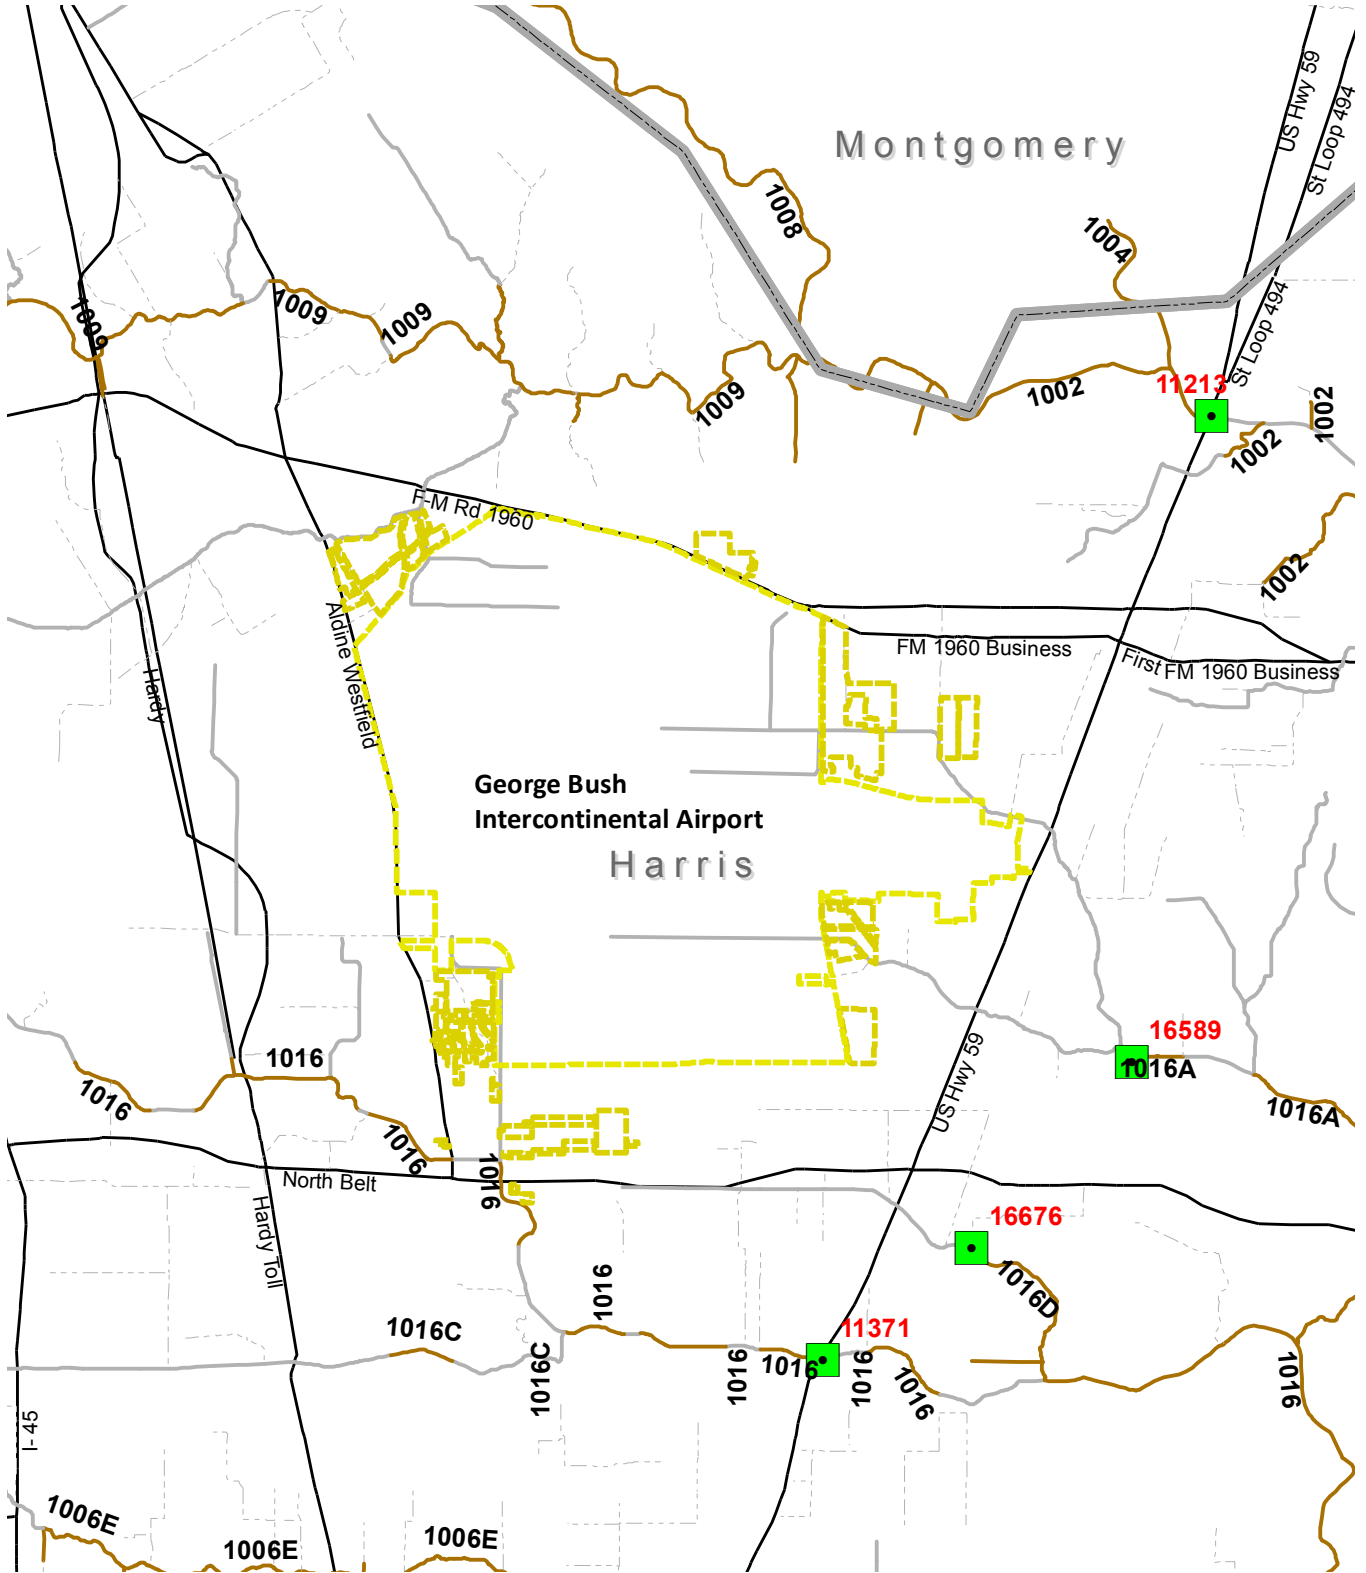 US Hwy 59
St Loop 494
Montgomery
1008
1004
1009
1009
1009
St Loop 494
1002
11213
1002
1009
1002
F-M Rd 1960
1002
Aldine Westfield
FM 1960 Business
First
FM 1960 Business
Hardy
George Bush
Intercontinental Airport
Harris
16589
1016
1016A
US Hwy 59
1016
1016A
1016
1016
North Belt
16676
Hardy Toll
1016D
1016
11371
1016C
1016C
1016
1016
1016
1016
1016
I- 45
1006E
1006E
1006E